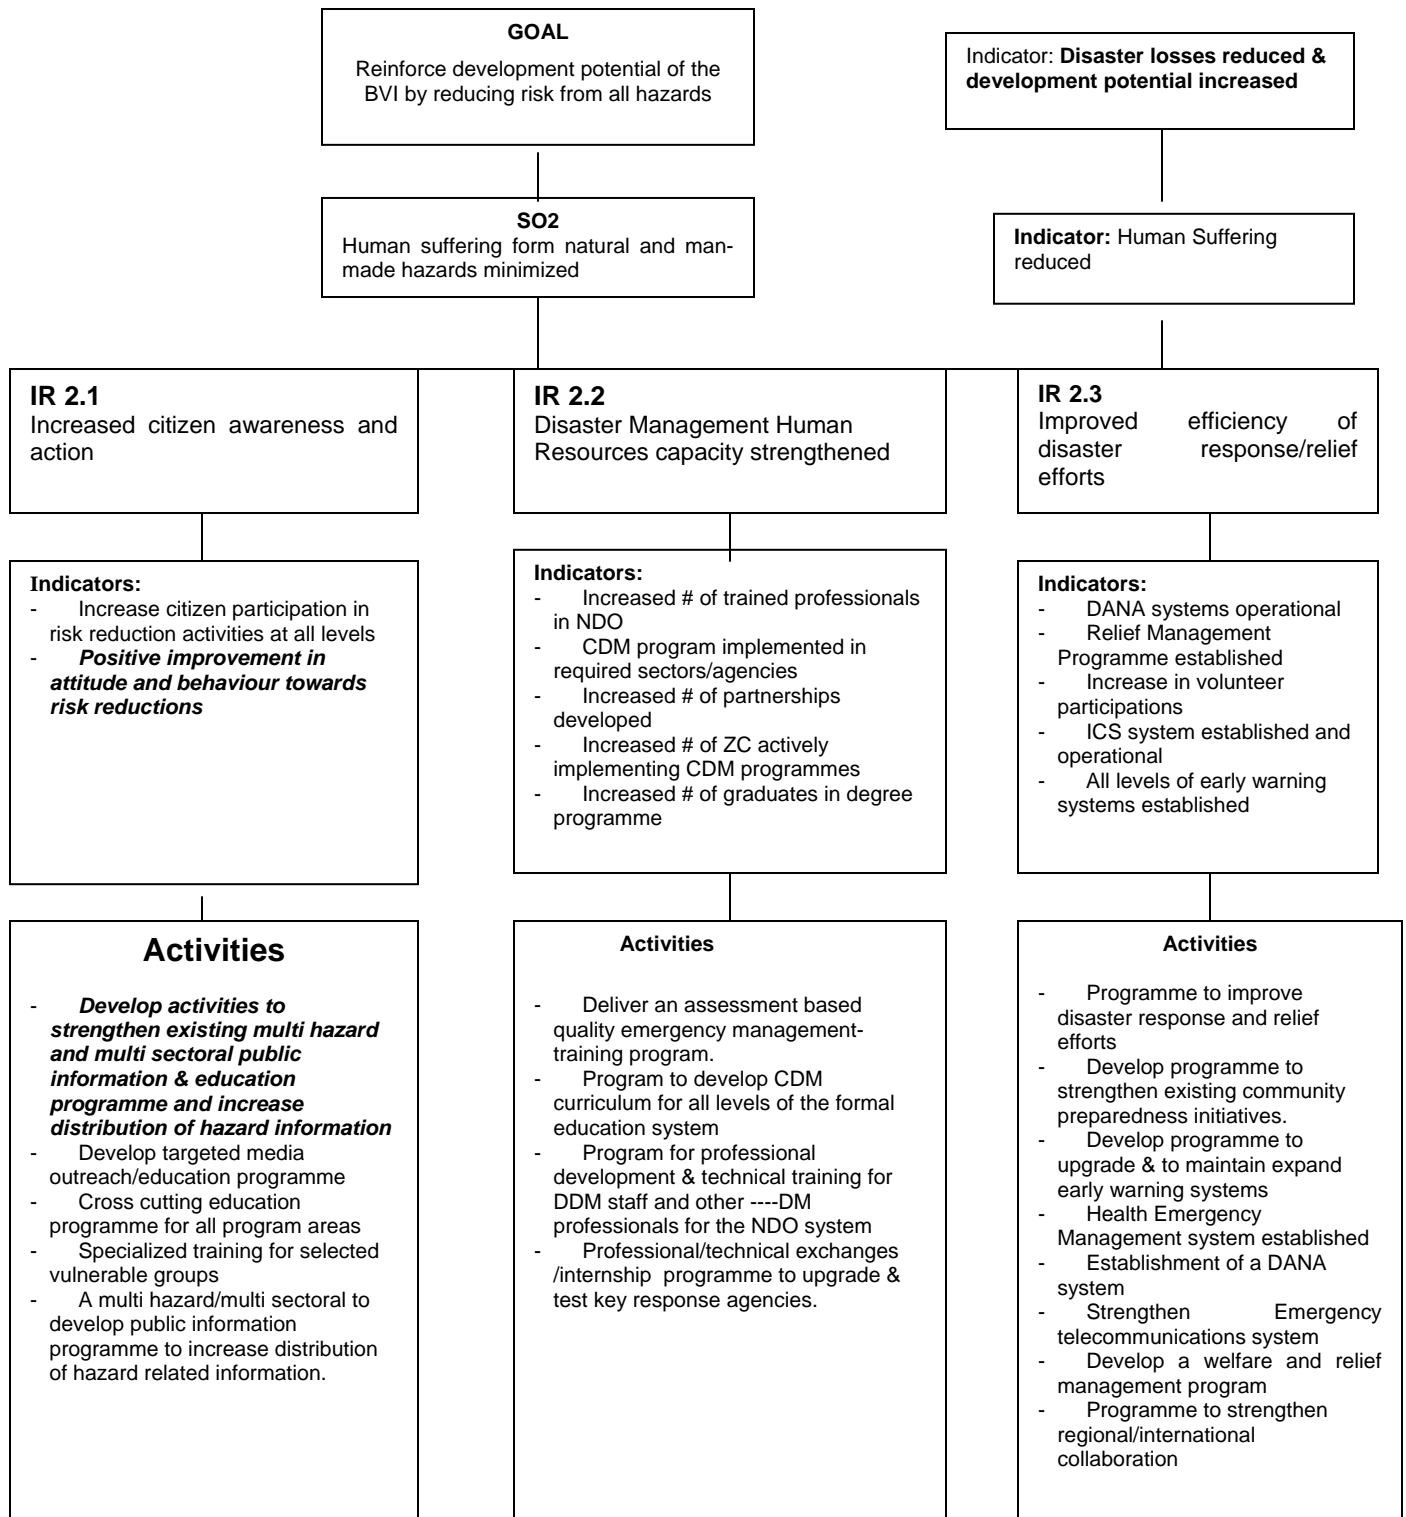 GOAL
Reinforce development potential of the
BVI by reducing risk from all hazards
Indicator: Disaster losses reduced &
development potential increased
SO2
Human suffering form natural and man-
made hazards minimized
Indicator: Human Suffering
reduced
IR 2.1
Increased citizen awareness and
action
IR 2.2
Disaster Management Human
Resources capacity strengthened
IR 2.3
Improved efficiency of
disaster response/relief
efforts
Indicators:
- Increase citizen participation in
risk reduction activities at all levels
- Positive improvement in
attitude and behaviour towards
risk reductions
Indicators:
- Increased # of trained professionals
in NDO
- CDM program implemented in
required sectors/agencies
- Increased # of partnerships
developed
- Increased # of ZC actively
implementing CDM programmes
- Increased # of graduates in degree
programme
Indicators:
- DANA systems operational
- Relief Management
Programme established
- Increase in volunteer
participations
- ICS system established and
operational
- All levels of early warning
systems established
Activities
- Develop activities to
strengthen existing multi hazard
and multi sectoral public
information & education
programme and increase
distribution of hazard information
- Develop targeted media
outreach/education programme
- Cross cutting education
programme for all program areas
- Specialized training for selected
vulnerable groups
- A multi hazard/multi sectoral to
develop public information
programme to increase distribution
of hazard related information.
Activities
- Deliver an assessment based
quality emergency management-
training program.
- Program to develop CDM
curriculum for all levels of the formal
education system
- Program for professional
development & technical training for
DDM staff and other ----DM
professionals for the NDO system
- Professional/technical exchanges
/internship programme to upgrade &
test key response agencies.
Activities
- Programme to improve
disaster response and relief
efforts
- Develop programme to
strengthen existing community
preparedness initiatives.
- Develop programme to
upgrade & to maintain expand
early warning systems
- Health Emergency
Management system established
- Establishment of a DANA
system
- Strengthen Emergency
telecommunications system
- Develop a welfare and relief
management program
- Programme to strengthen
regional/international
collaboration